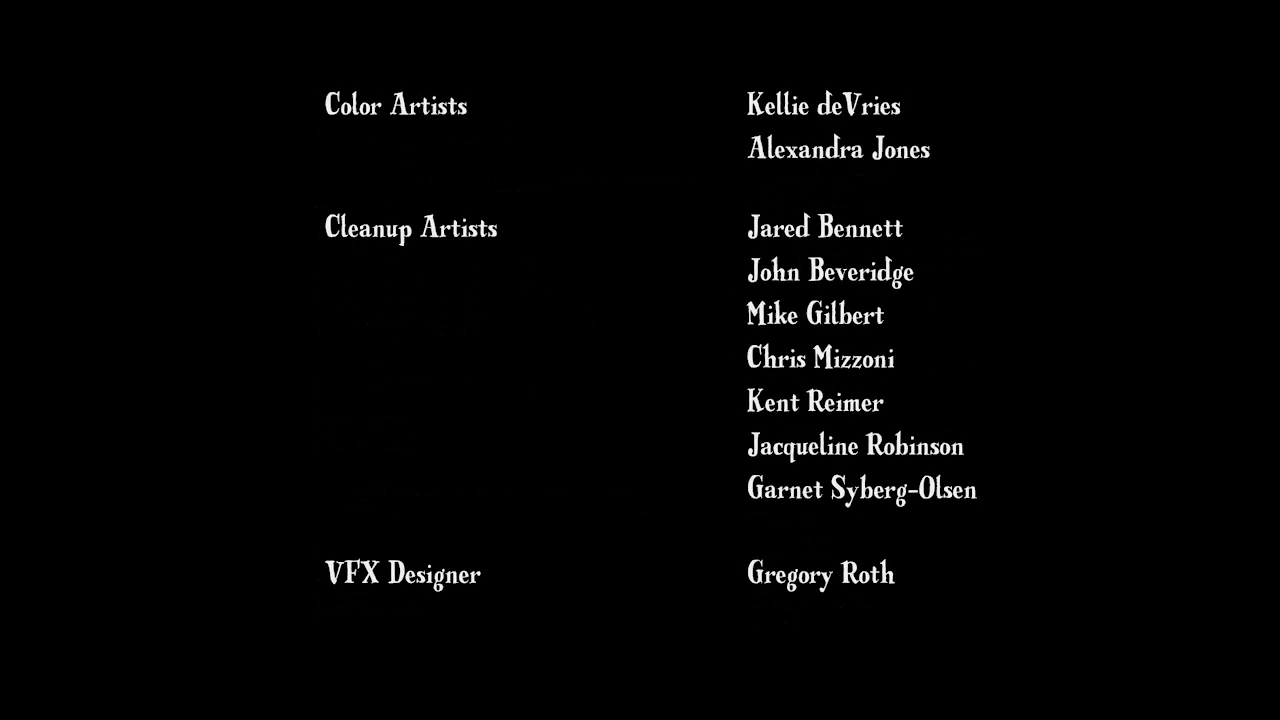 Color Artists Kellie deVries
Alexandra Jones
Cleanup Artists Jared Bennett
John Beveridge
Mike Gilbert
Chris Mizzoni
Kent Reimer
Jacqueline Robinson
Garnet Syberg-Olsen
VFX Designer Gregory Roth